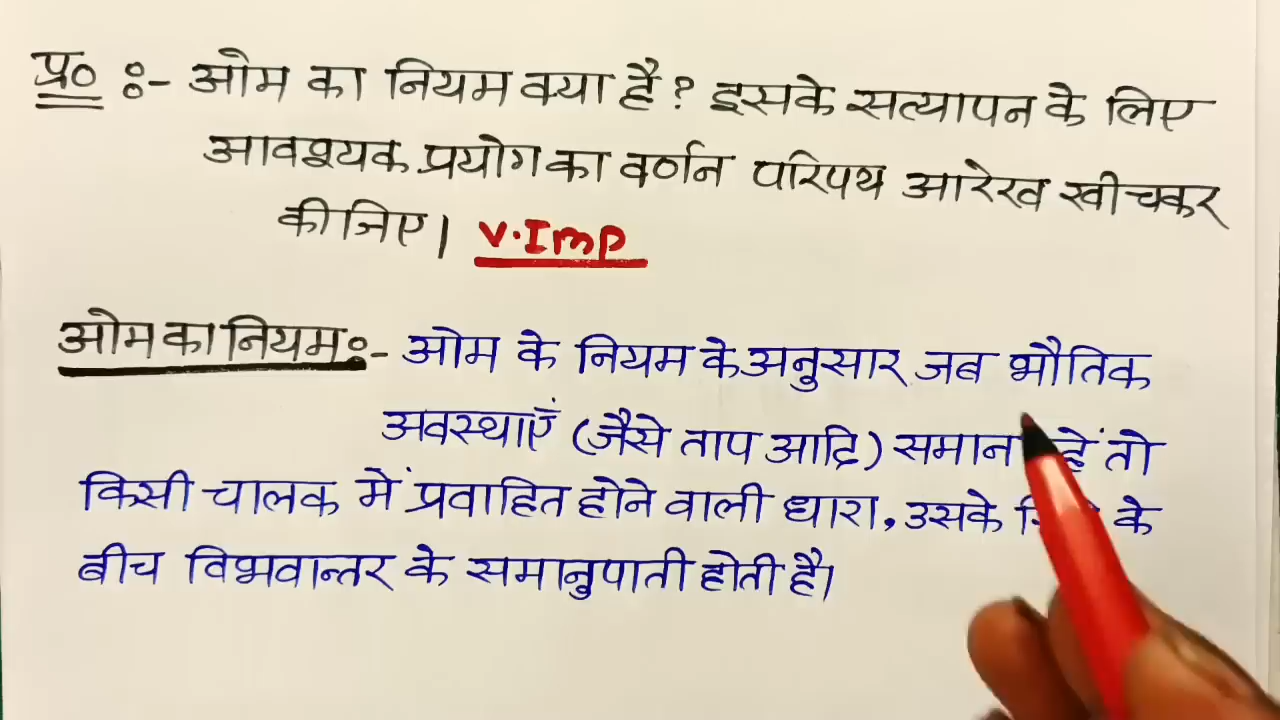 प्र० :- ओम का नियम क्या है? इसके सत्यापन के लिए
आवश्यक प्रयोग का वर्णन परिपथ आरेख खीचकर
कीजिए। V.Imp
ओम का नियम:- ओम के नियम के अनुसार जब भौतिक
अवस्थाएँ (जैसे ताप आदि) समान हें तो
किसी चालक में प्रवाहित होने वाली धारा, उसके के
बीच विभवान्तर के समानुपाती होती है।